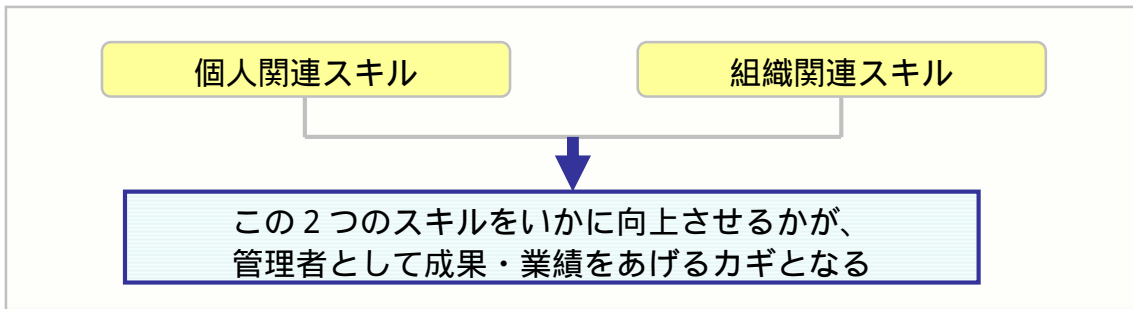 個人関連スキル
組織関連スキル
この２つのスキルをいかに向上させるかが、
管理者として成果・業績をあげるカギとなる